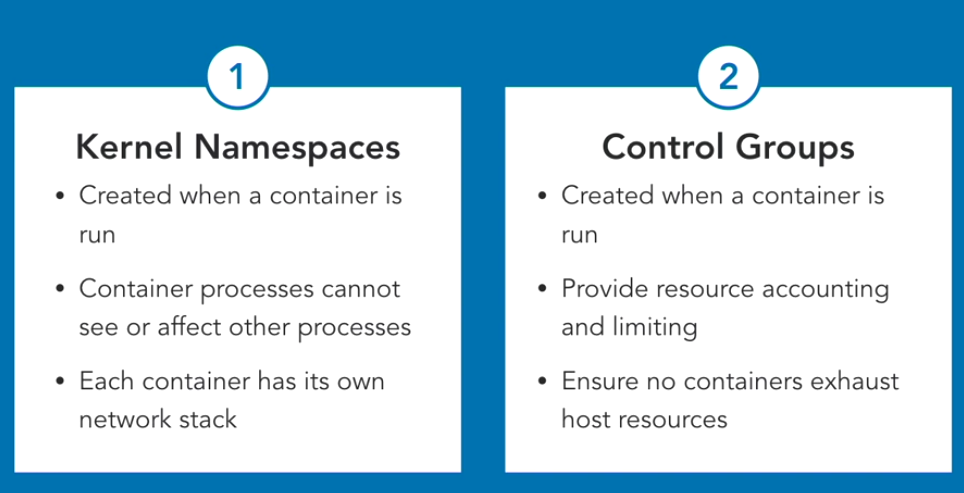 1
Kernel Namespaces
• Created when a container is
run
• Container processes cannot
see or affect other processes
• Each container has its own
network stack
2
Control Groups
• Created when a container is
run
• Provide resource accounting
and limiting
• Ensure no containers exhaust
host resources